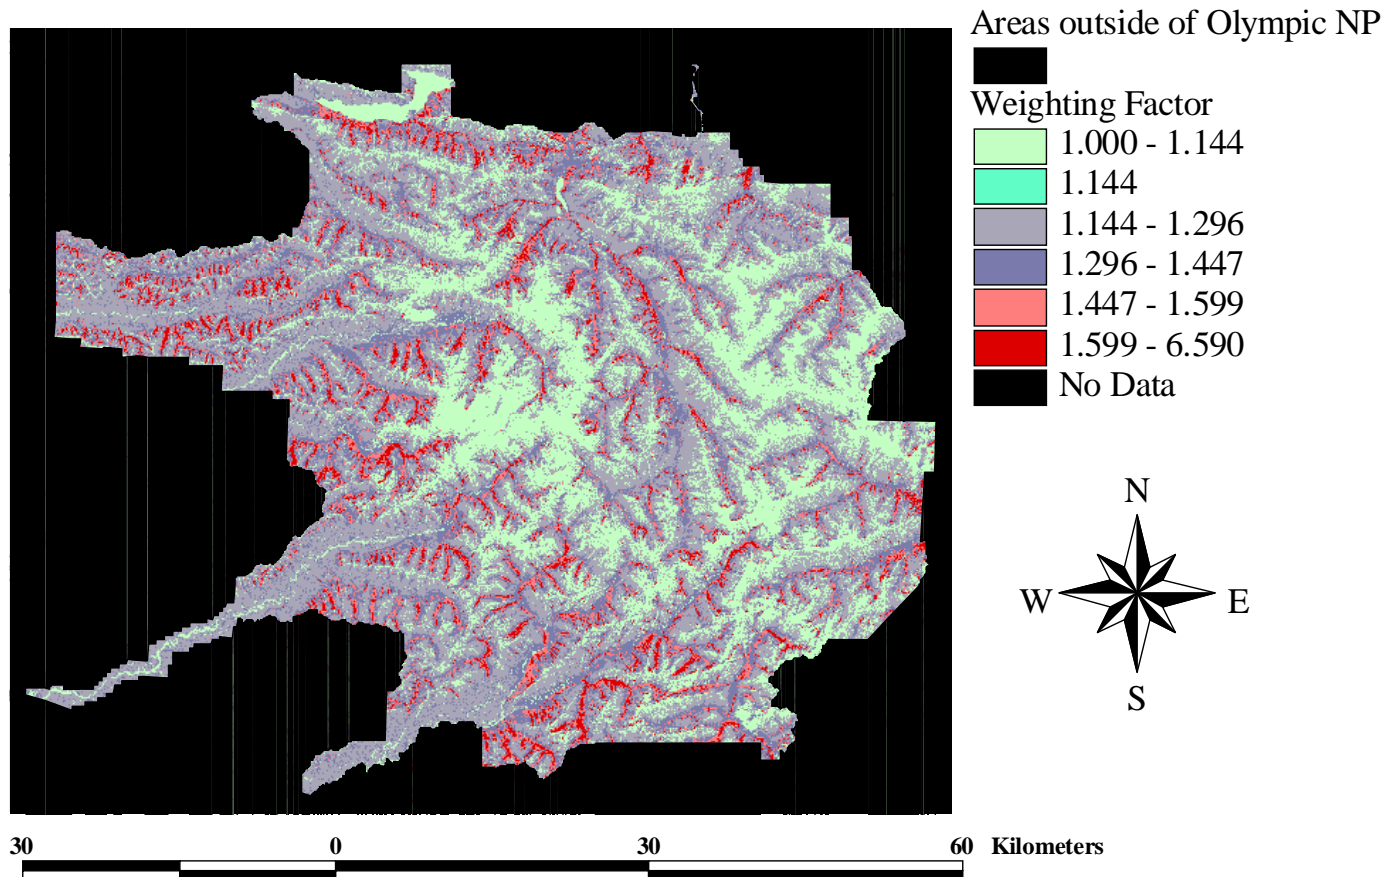 Areas outside of Olympic NP
Weighting Factor
1.000 - 1.144
1.144
1.144 - 1.296
1.296 - 1.447
1.447 - 1.599
1.599 - 6.590
No Data
N
W E
S
30 0 30 60 Kilometers